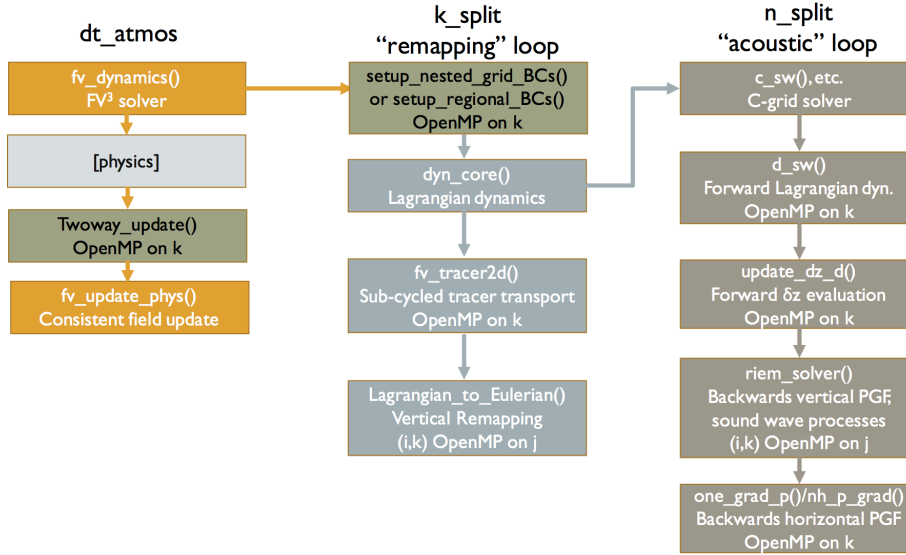 dt_atmos
fv_dynamics()
FV³ solver
[physics]
Twoway_update()
OpenMP on k
fv_update_phys()
Consistent field update
k_split
“remapping” loop
setup_nested_grid_BCs()
or setup_regional_BCs()
OpenMP on k
dyn_core()
Lagrangian dynamics
fv_tracer2d()
Sub-cycled tracer transport
OpenMP on k
Lagrangian_to_Eulerian()
Vertical Remapping
(i,k) OpenMP on j
n_split
“acoustic” loop
c_sw(), etc.
C-grid solver
d_sw()
Forward Lagrangian dyn.
OpenMP on k
update_dz_d()
Forward δz evaluation
OpenMP on k
riem_solver()
Backwards vertical PGF,
sound wave processes
(i,k) OpenMP on j
one_grad_p()/nh_p_grad()
Backwards horizontal PGF
OpenMP on k